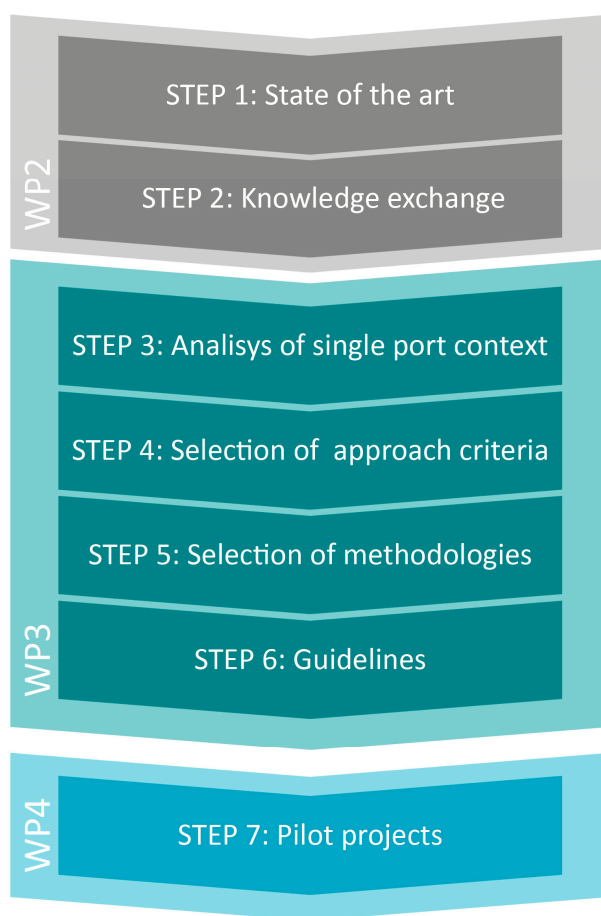 WP2
STEP 1: State of the art
STEP 2: Knowledge exchange
WP3
STEP 3: Analisys of single port context
STEP 4: Selection of  approach criteria
STEP 5: Selection of methodologies
STEP 6: Guidelines
WP4
STEP 7: Pilot projects